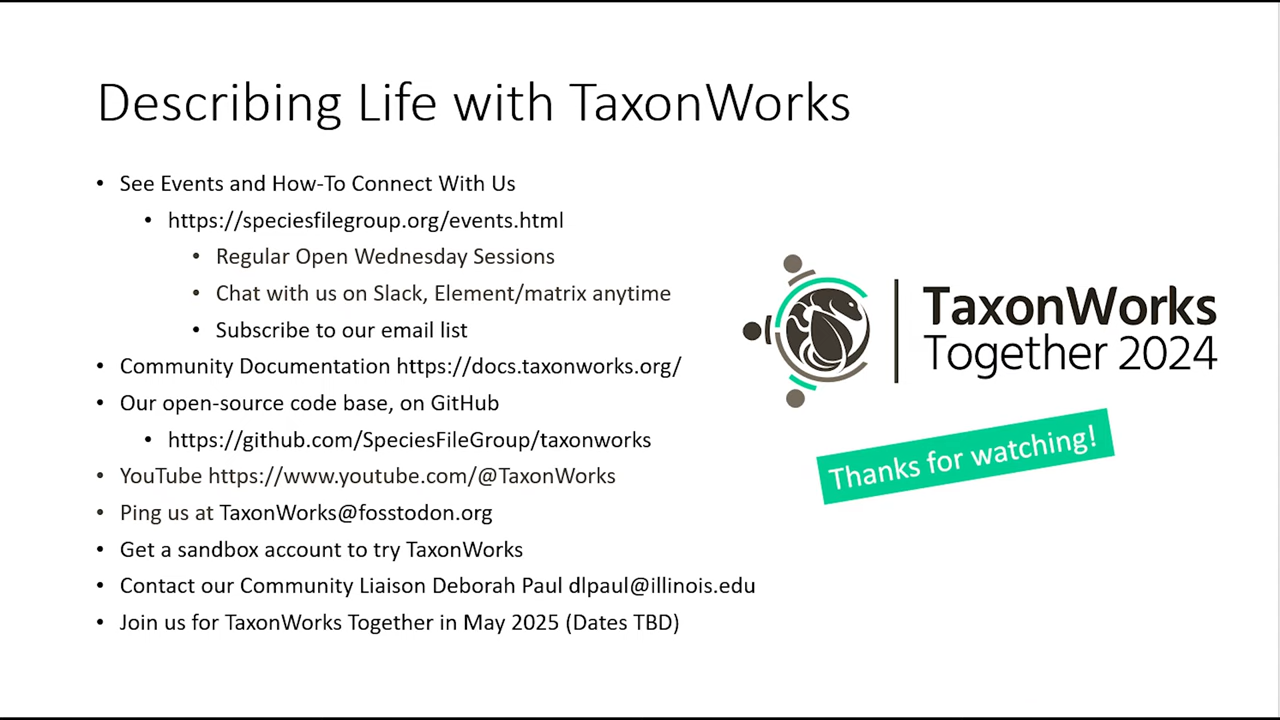 Describing Life with TaxonWorks
• See Events and How-To Connect With Us
• https://speciesfilegroup.org/events.html
• Regular Open Wednesday Sessions
• Chat with us on Slack, Element/matrix anytime
• Subscribe to our email list
• Community Documentation https://docs.taxonworks.org/
• Our open-source code base, on GitHub
• https://github.com/SpeciesFileGroup/taxonworks
• YouTube https://www.youtube.com/@TaxonWorks
• Ping us at TaxonWorks@fosstodon.org
• Get a sandbox account to try TaxonWorks
• Contact our Community Liaison Deborah Paul dlpaul@illinois.edu
• Join us for TaxonWorks Together in May 2025 (Dates TBD)
TaxonWorks
Together 2024
Thanks for watching!